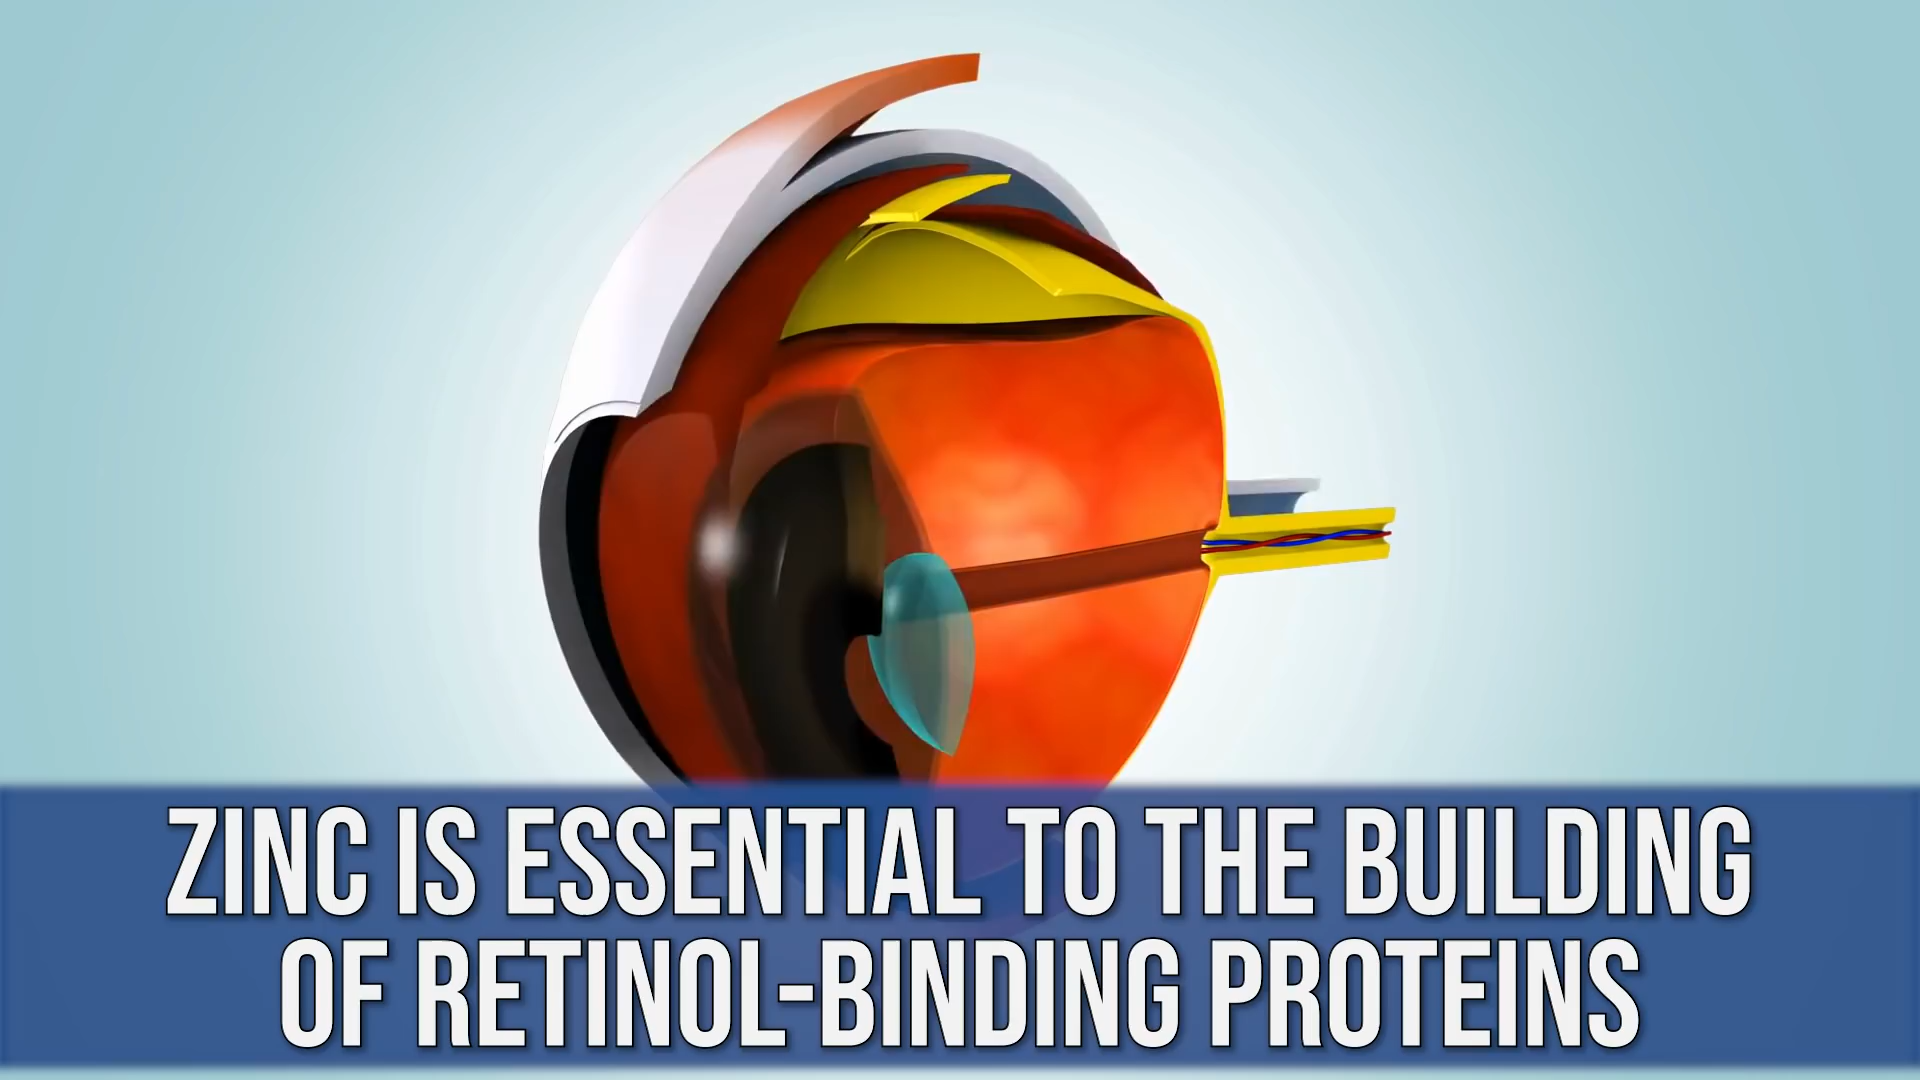 ZINC IS ESSENTIAL TO THE BUILDING
OF RETINOL-BINDING PROTEINS